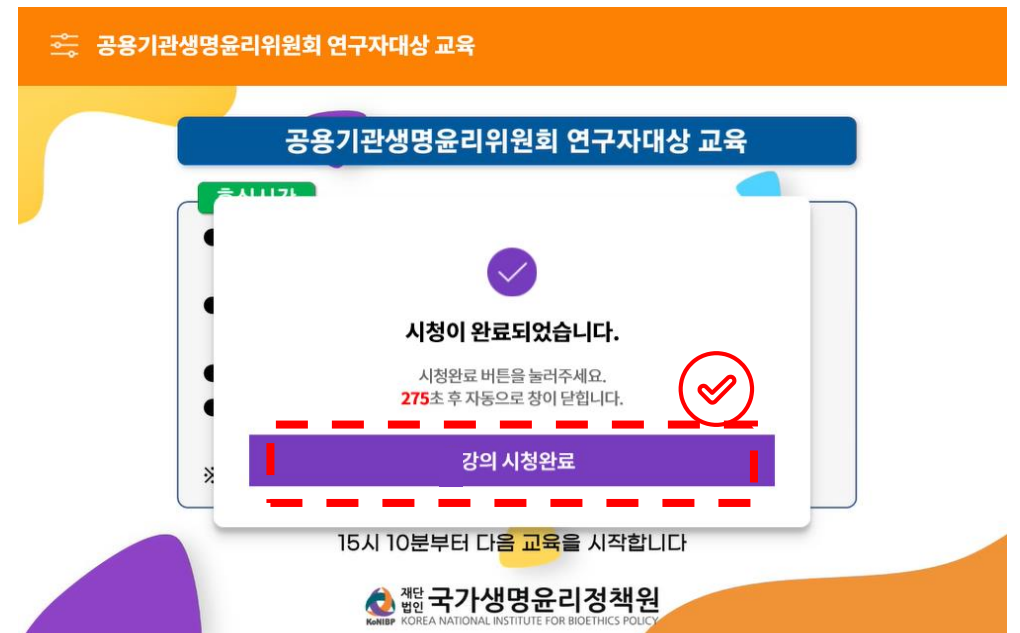 공용기관생명윤리위원회 연구자대상 교육
공용기관생명윤리위원회 연구자대상 교육
시청이 완료되었습니다.
시청완료 버튼을 눌러주세요.
275초 후 자동으로 창이 닫힙니다.
강의 시청완료
※
15시 10분부터 다음 교육을 시작합니다
재단법인 국가생명윤리정책원
KoNIBP KOREA NATIONAL INSTITUTE FOR BIOETHICS POLICY